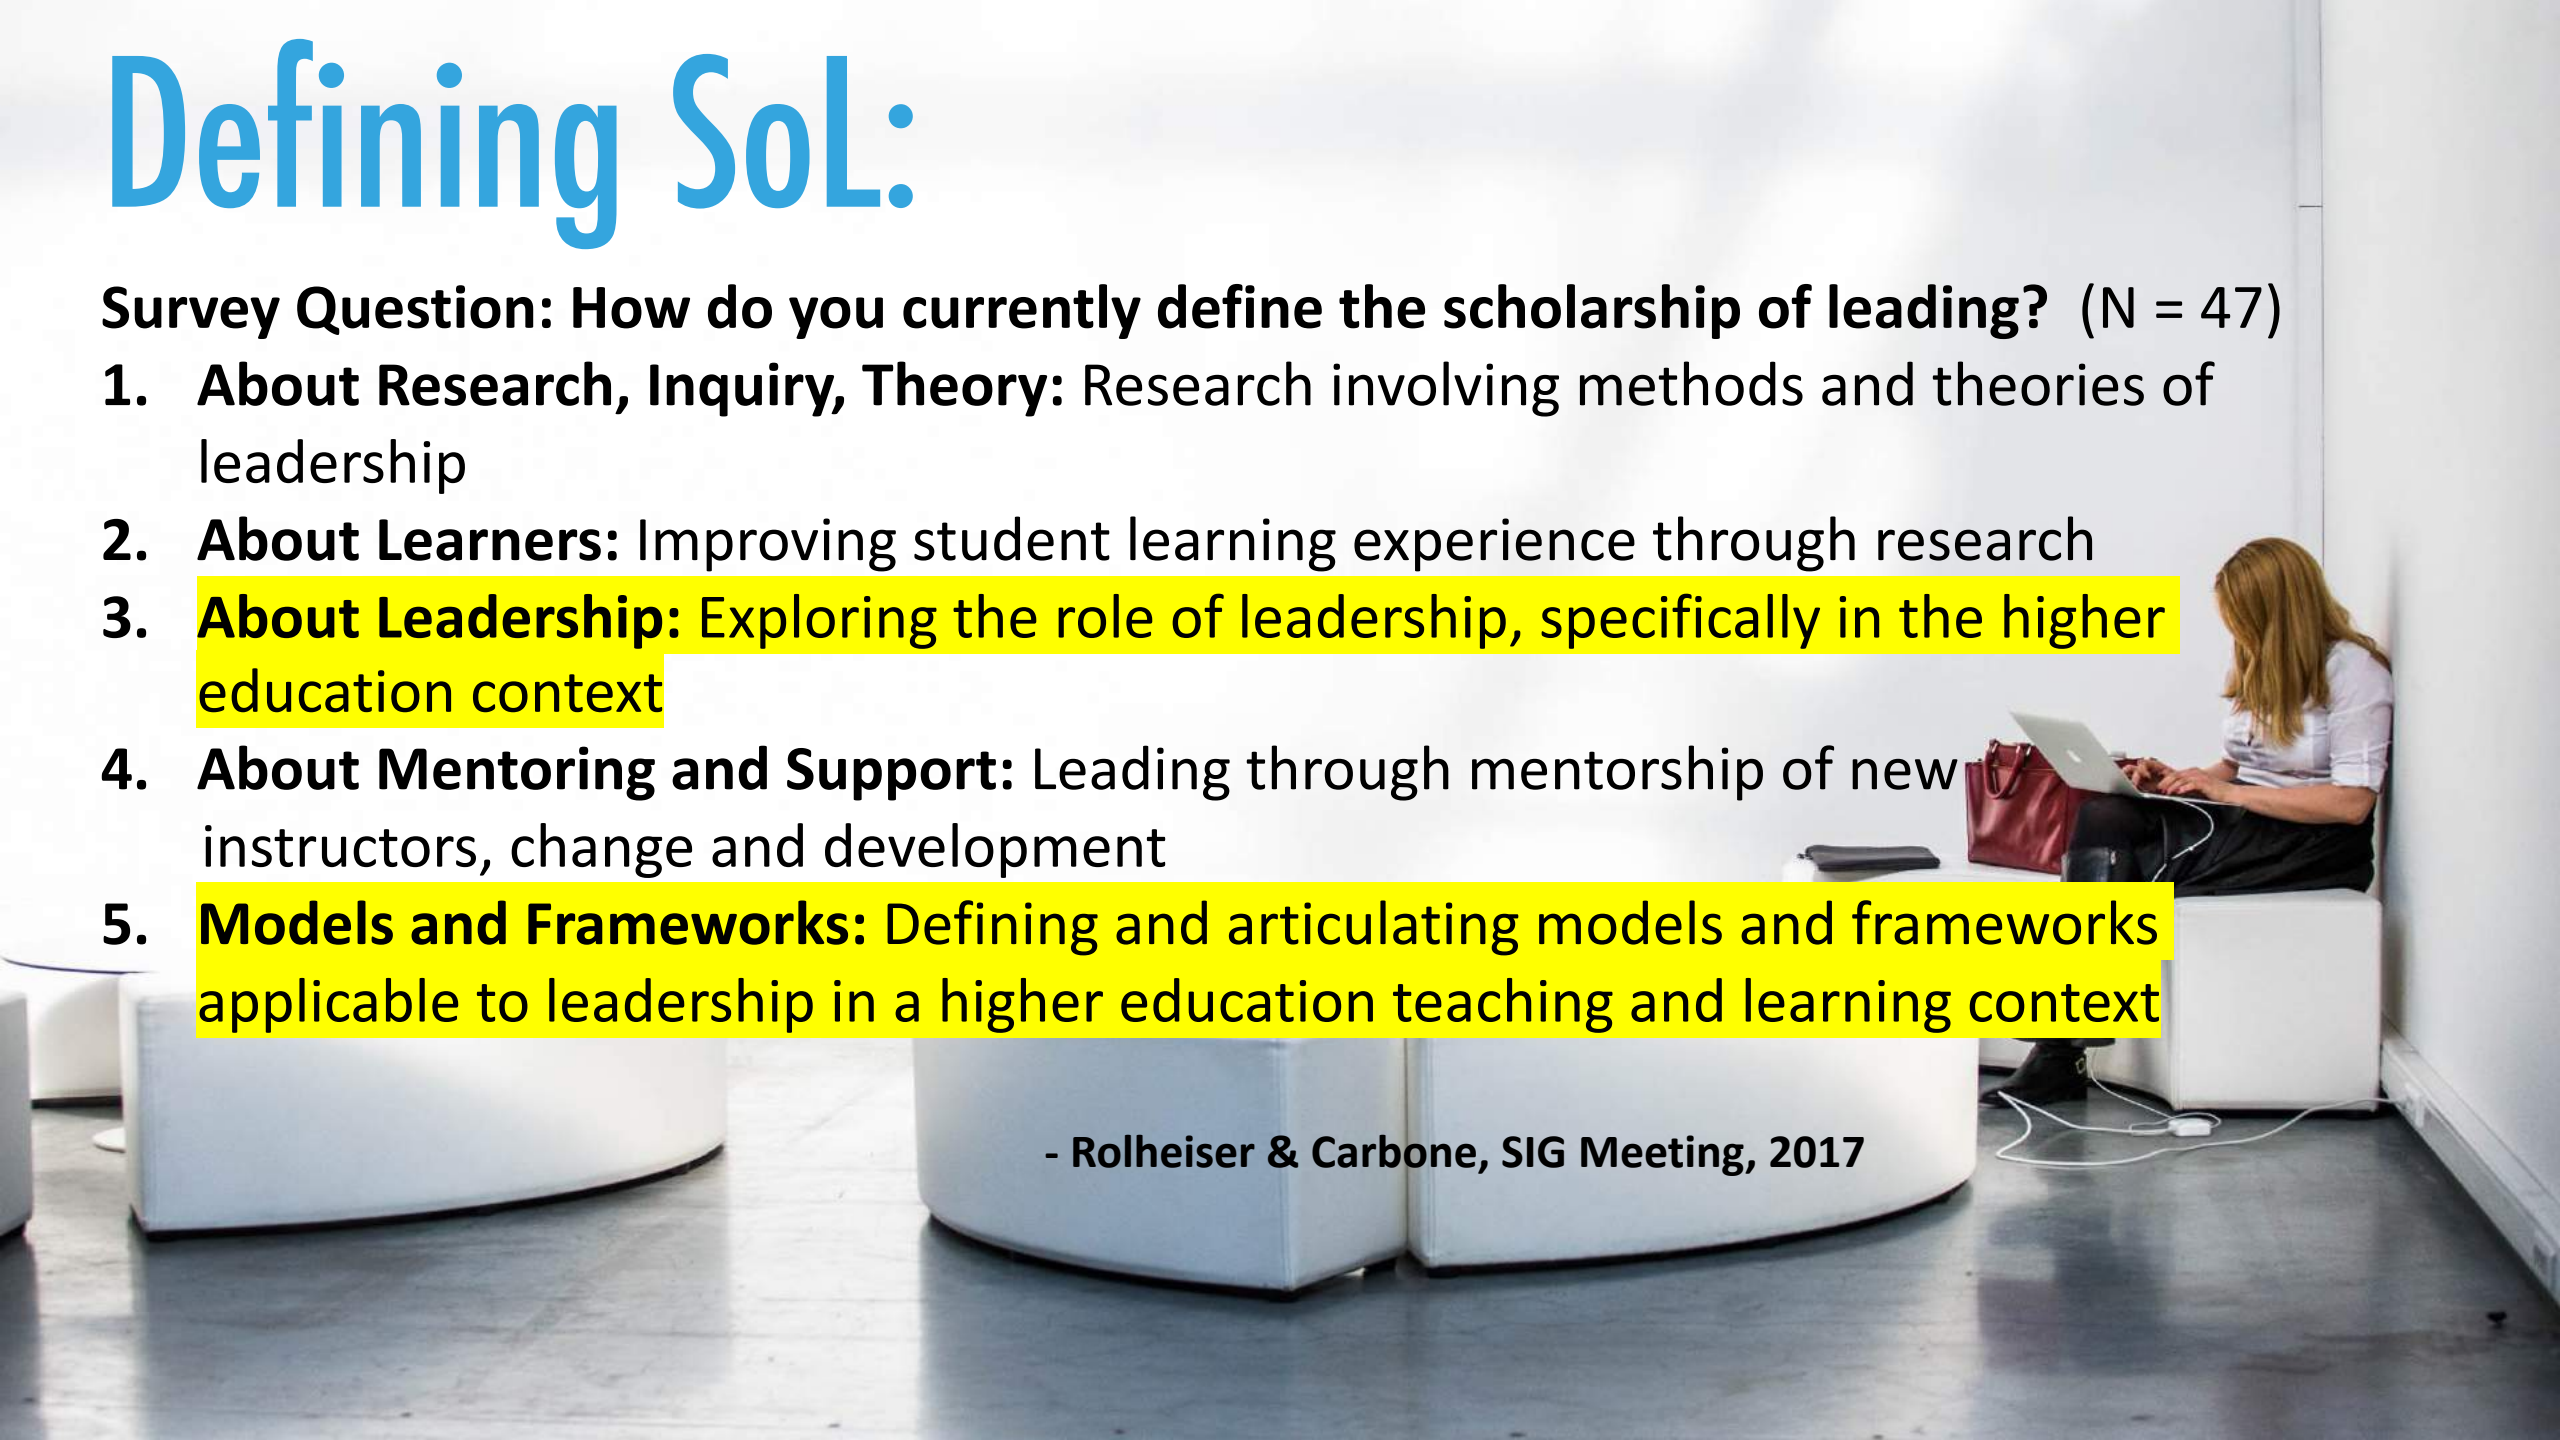 Defining SoL:
Survey Question: How do you currently define the scholarship of leading?  (N = 47)
1. About Research, Inquiry, Theory: Research involving methods and theories of
leadership
2. About Learners: Improving student learning experience through research
3. About Leadership: Exploring the role of leadership, specifically in the higher
education context
4. About Mentoring and Support: Leading through mentorship of new
instructors, change and development
5. Models and Frameworks: Defining and articulating models and frameworks
applicable to leadership in a higher education teaching and learning context
- Rolheiser & Carbone, SIG Meeting, 2017